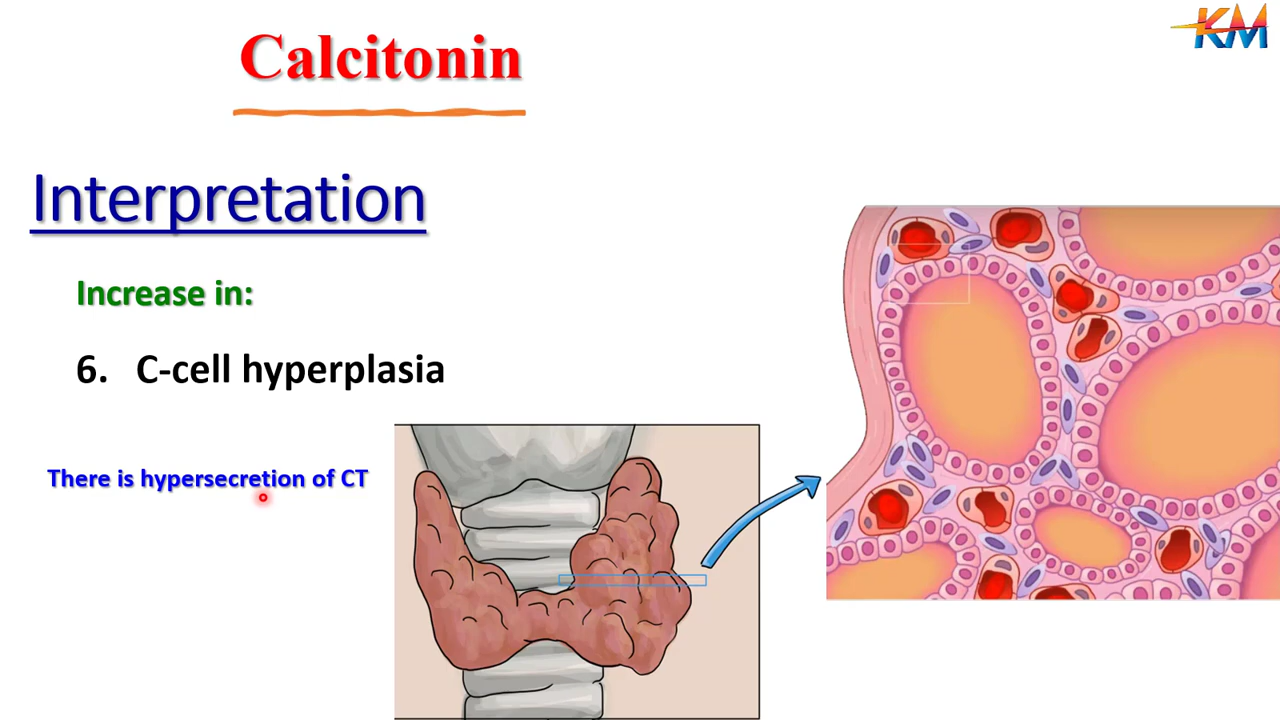 Calcitonin
KM
Interpretation
Increase in:
6. C-cell hyperplasia
There is hypersecretion of CT